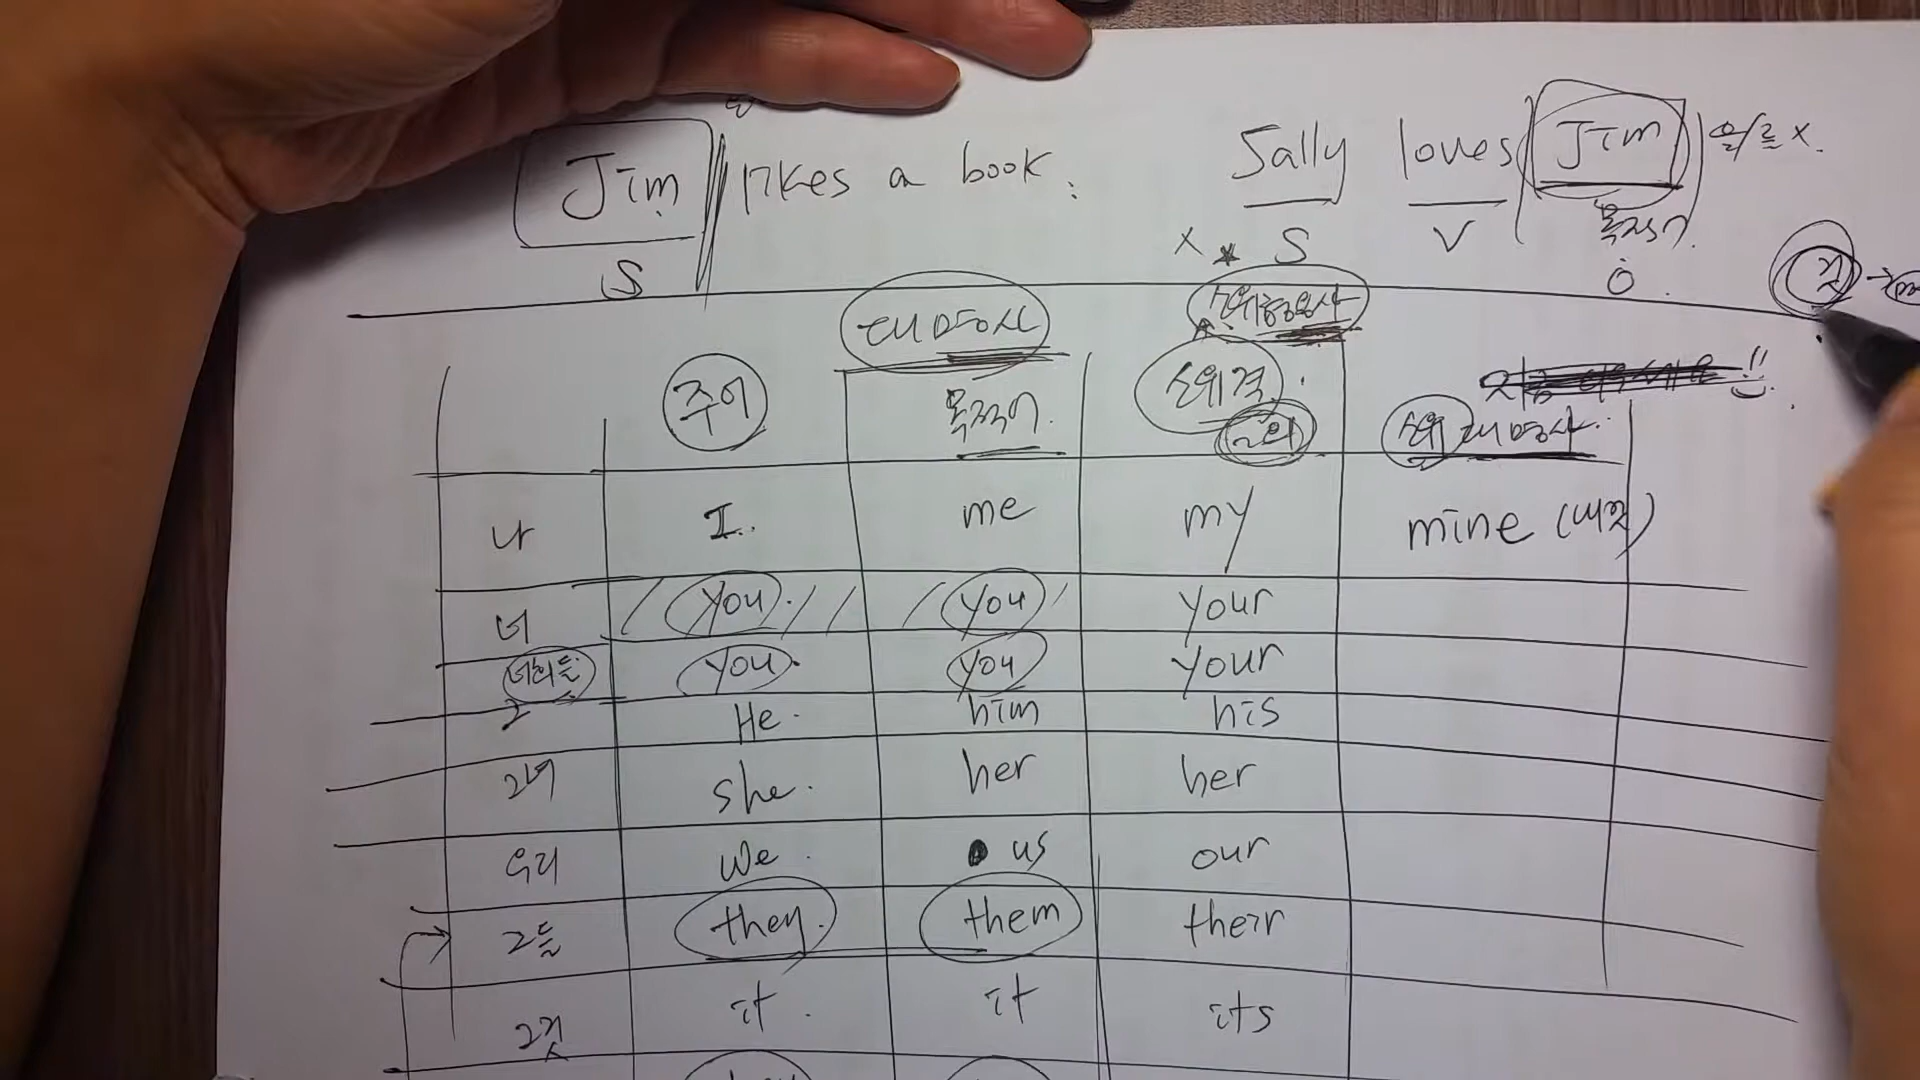 Jim likes a book. Sally loves Jim 을/를 x.
S S V 목적어.
O.
대명사 소유형용사
주어 목적어. 소유격. ~의 소유대명사.
나 I. me my mine (내것)
너 you. you your
너희들 you. you your
그 He. him his
그녀 she. her her
우리 we. us our
그들 they. them their
그것 it. it its